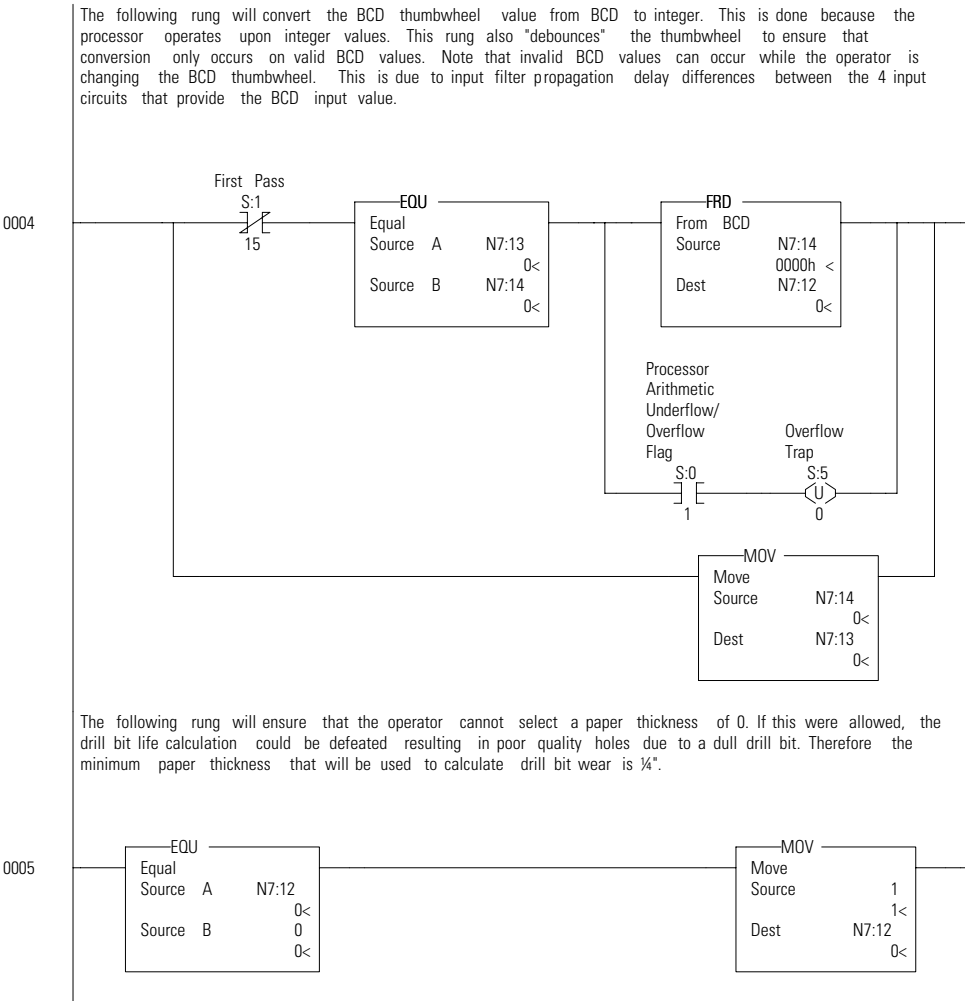 The following rung will convert the BCD thumbwheel value from BCD to integer. This is done because the
processor operates upon integer values. This rung also "debounces" the thumbwheel to ensure that
conversion only occurs on valid BCD values. Note that invalid BCD values can occur while the operator is
changing the BCD thumbwheel. This is due to input filter propagation delay differences between the 4 input
circuits that provide the BCD input value.
First Pass
S:1
15
0004
EQU
Equal
Source A N7:13
0<
Source B N7:14
0<
FRD
From BCD
Source N7:14
0000h <
Dest N7:12
0<
Processor
Arithmetic
Underflow/
Overflow
Flag
S:0
1
Overflow
Trap
S:5
U
0
MOV
Move
Source N7:14
0<
Dest N7:13
0<
The following rung will ensure that the operator cannot select a paper thickness of 0. If this were allowed, the
drill bit life calculation could be defeated resulting in poor quality holes due to a dull drill bit. Therefore the
minimum paper thickness that will be used to calculate drill bit wear is ¼".
0005
EQU
Equal
Source A N7:12
0<
Source B 0
0<
MOV
Move
Source 1
1<
Dest N7:12
0<